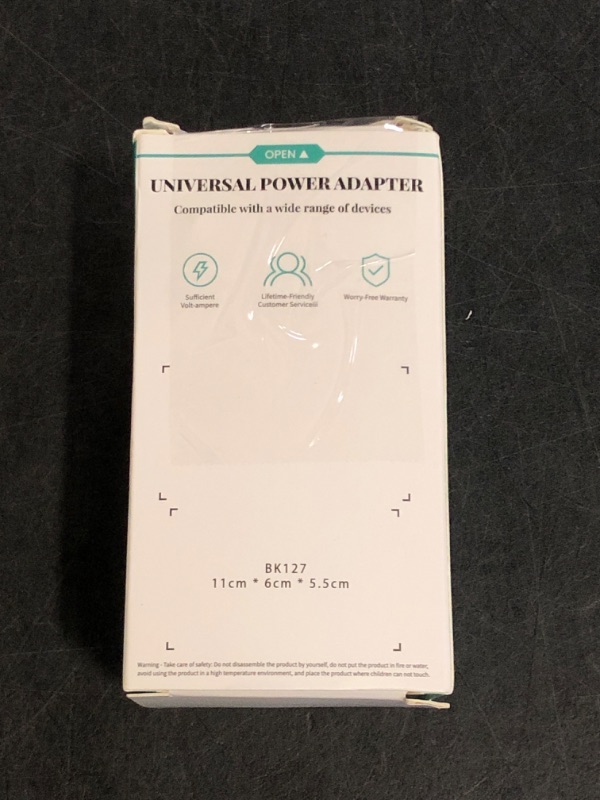 OPEN ▲
UNIVERSAL POWER ADAPTER
Compatible with a wide range of devices
Sufficient
Volt-ampere
Lifetime-Friendly
Customer Service
Worry-Free Warranty
BK127
11cm * 6cm * 5.5cm
Warning - Take care of safety: Do not disassemble the product by yourself, do not put the product in fire or water,
avoid using the product in a high temperature environment, and place the product where children can not touch.